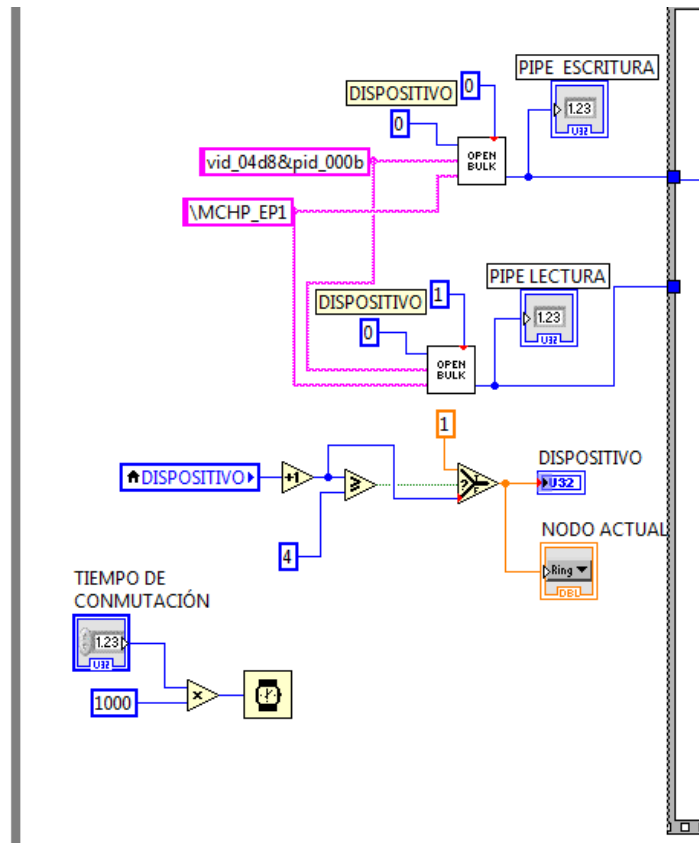 PIPE ESCRITURA
1.23
U32
DISPOSITIVO
0
0
OPEN
BULK
vid_04d8&pid_000b
\MCHP_EP1
PIPE LECTURA
1.23
U32
DISPOSITIVO
1
0
OPEN
BULK
1
DISPOSITIVO
+1
≥
?
DISPOSITIVO
U32
4
NODO ACTUAL
Ring
DBL
TIEMPO DE
CONMUTACIÓN
1.23
U32
1000
x